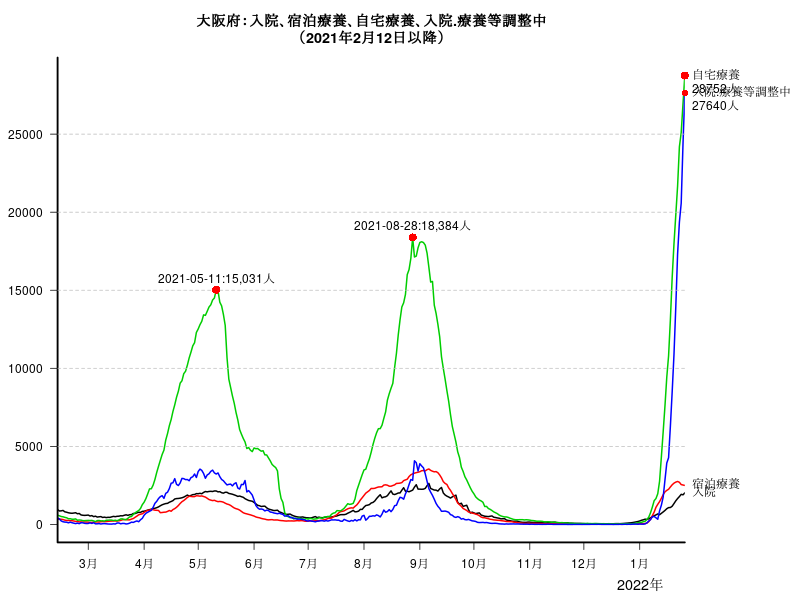 大阪府：入院、宿泊療養、自宅療養、入院.療養等調整中
（2021年2月12日以降）
自宅療養
28752人
入院.療養等調整中
27640人
25000
20000
2021-08-28:18,384人
2021-05-11:15,031人
15000
10000
5000
宿泊療養
入院
0
3月 4月 5月 6月 7月 8月 9月 10月 11月 12月 1月
2022年